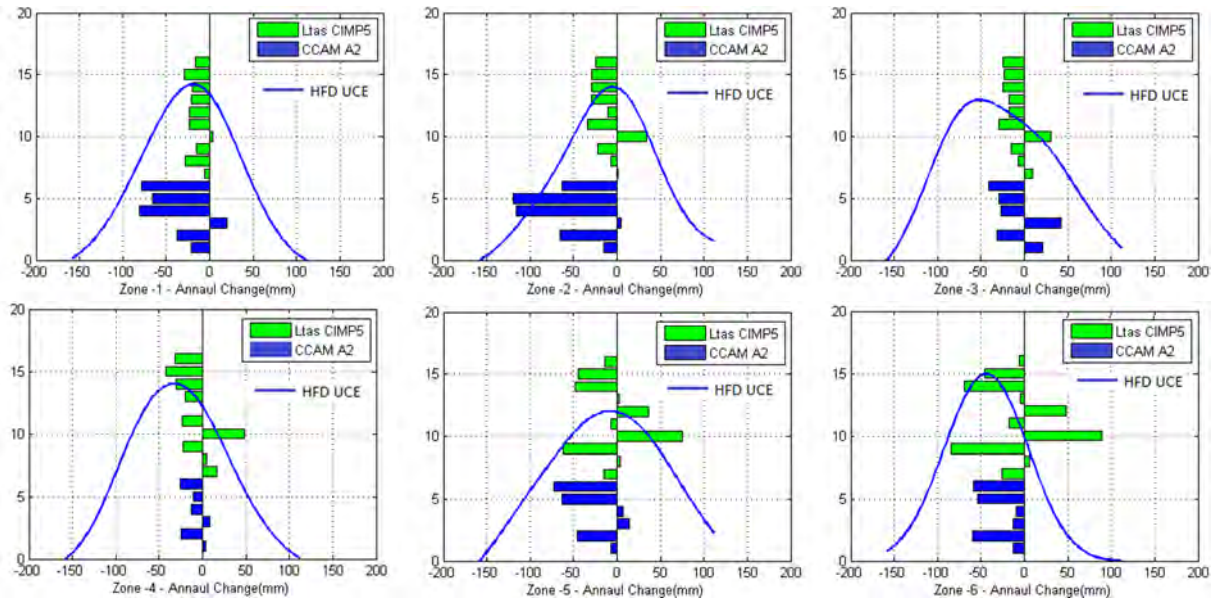 20
15
10
5
0
Ltas CIMP5
CCAM A2
HFD UCE
-200 -150 -100 -50 0 50 100 150 200
Zone -1 - Annaul Change(mm)
20
15
10
5
0
Ltas CIMP5
CCAM A2
HFD UCE
-200 -150 -100 -50 0 50 100 150 200
Zone -2 - Annaul Change(mm)
20
15
10
5
0
Ltas CIMP5
CCAM A2
HFD UCE
-200 -150 -100 -50 0 50 100 150 200
Zone -3 - Annaul Change(mm)
20
15
10
5
0
Ltas CIMP5
CCAM A2
HFD UCE
-200 -150 -100 -50 0 50 100 150 200
Zone -4 - Annaul Change(mm)
20
15
10
5
0
Ltas CIMP5
CCAM A2
HFD UCE
-200 -150 -100 -50 0 50 100 150 200
Zone -5 - Annaul Change(mm)
20
15
10
5
0
Ltas CIMP5
CCAM A2
HFD UCE
-200 -150 -100 -50 0 50 100 150 200
Zone -6 - Annaul Change(mm)